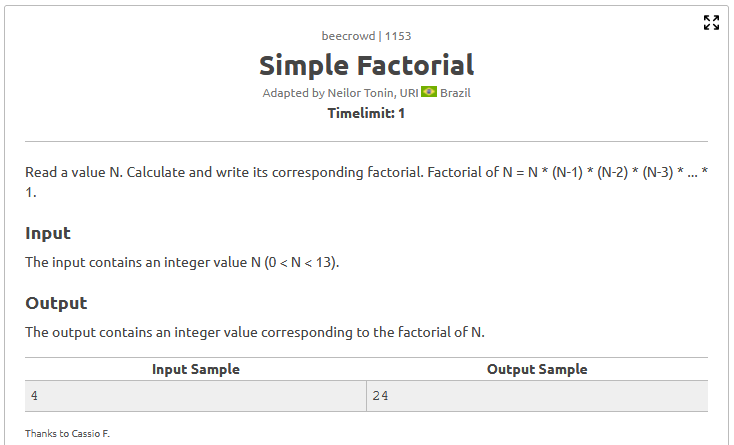 beecrowd | 1153
Simple Factorial
Adapted by Neilor Tonin, URI Brazil
Timelimit: 1
Read a value N. Calculate and write its corresponding factorial. Factorial of N = N * (N-1) * (N-2) * (N-3) * ... *
1.
Input
The input contains an integer value N (0 < N < 13).
Output
The output contains an integer value corresponding to the factorial of N.
Input Sample Output Sample
4 24
Thanks to Cassio F.